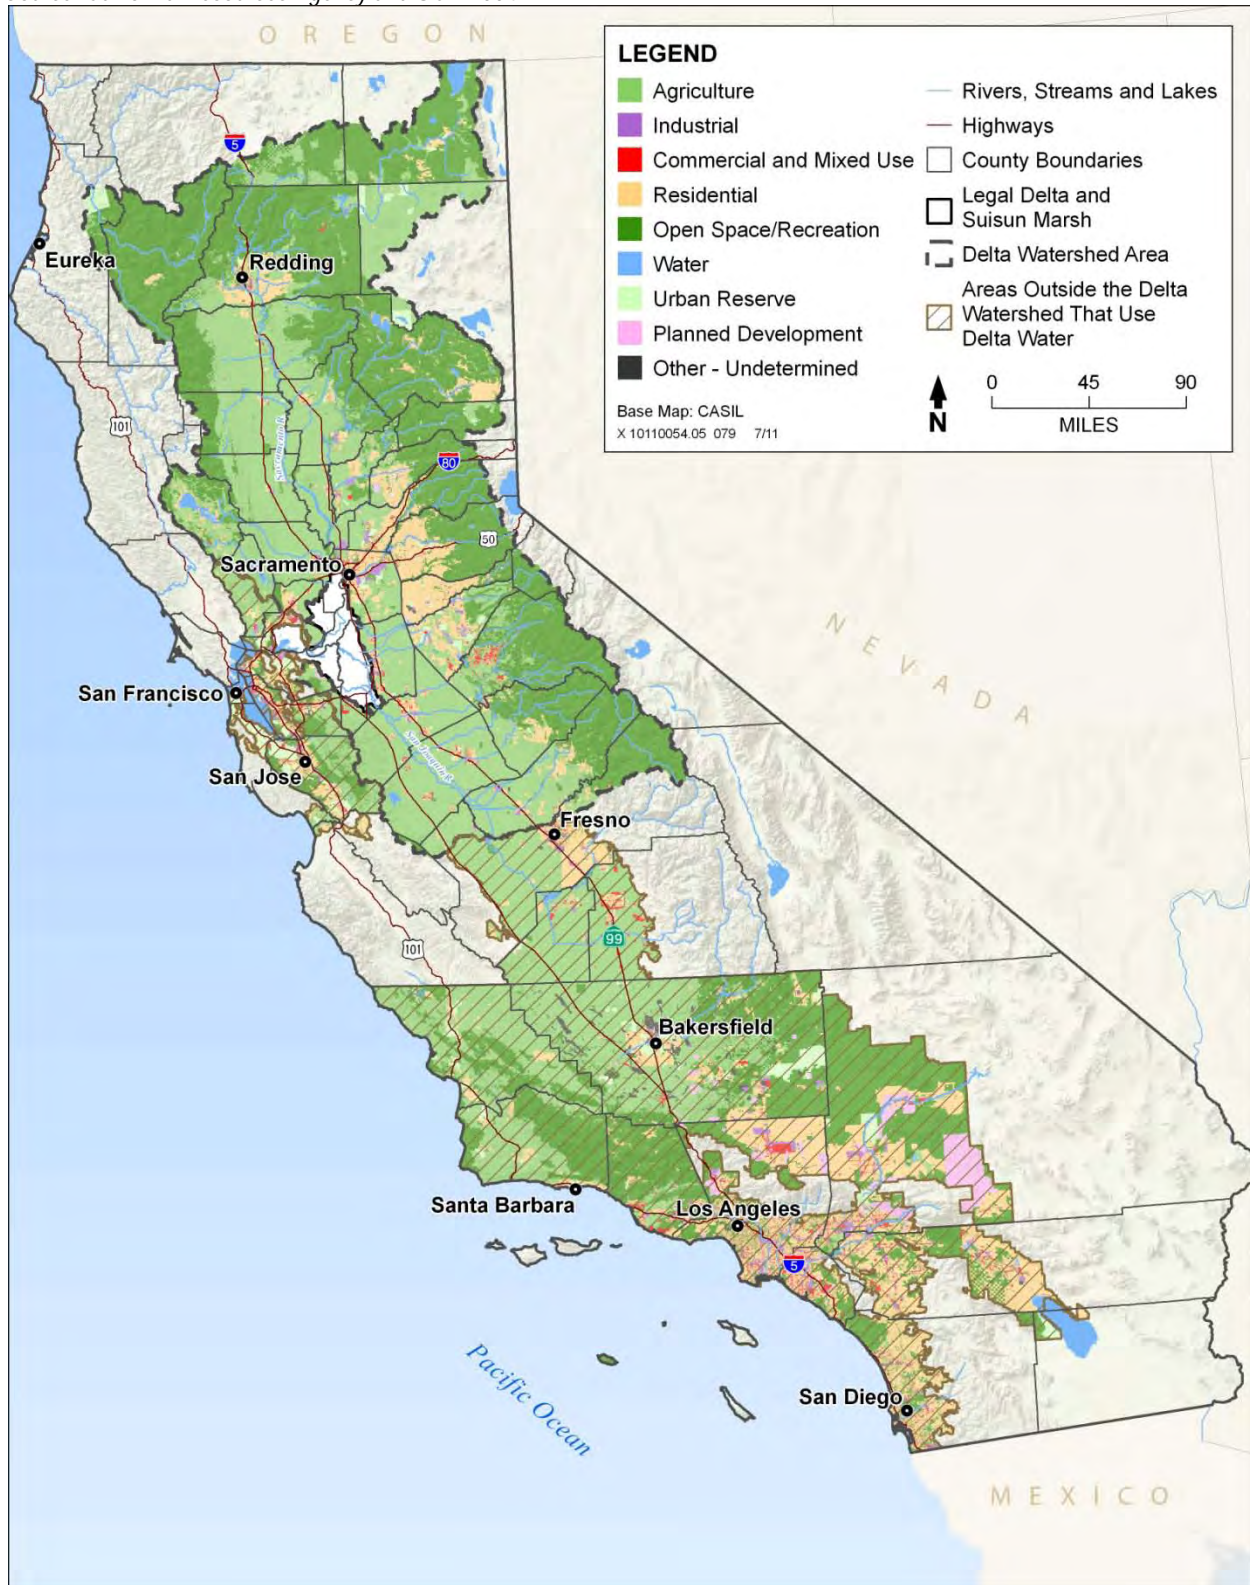 OREGON
LEGEND
Agriculture
Industrial
Commercial and Mixed Use
Residential
Open Space/Recreation
Water
Urban Reserve
Planned Development
Other - Undetermined
Rivers, Streams and Lakes
Highways
County Boundaries
Legal Delta and
Suisun Marsh
Delta Watershed Area
Areas Outside the Delta
Watershed That Use
Delta Water
Base Map: CASIL
X 10110054.05 079 7/11
N
0 45 90
MILES
5
Eureka
Redding
101
Sacramento R
80
50
Sacramento
NEVADA
San Francisco
San Joaquin R
San Jose
Fresno
99
101
Bakersfield
Santa Barbara
Los Angeles
5
Pacific Ocean
San Diego
MEXICO